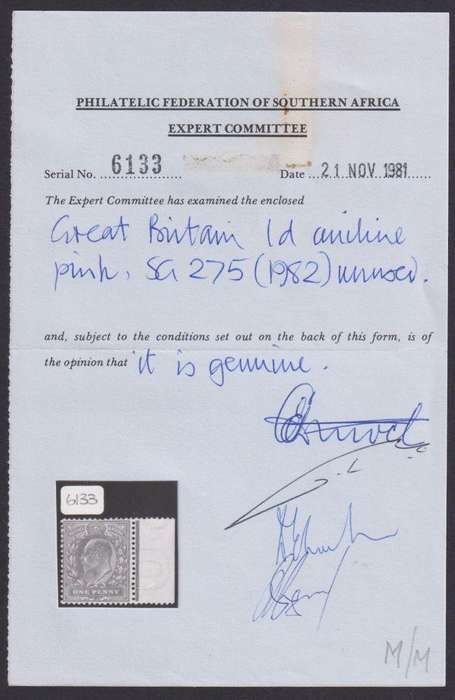 PHILATELIC FEDERATION OF SOUTHERN AFRICA
EXPERT COMMITTEE
Serial No. 6133 Date 21 NOV 1981
The Expert Committee has examined the enclosed
Great Britain 1d aniline
pink, SG 275 (1982) unused.
and, subject to the conditions set out on the back of this form, is of
the opinion that it is genuine.
6133
ONE PENNY
M/M